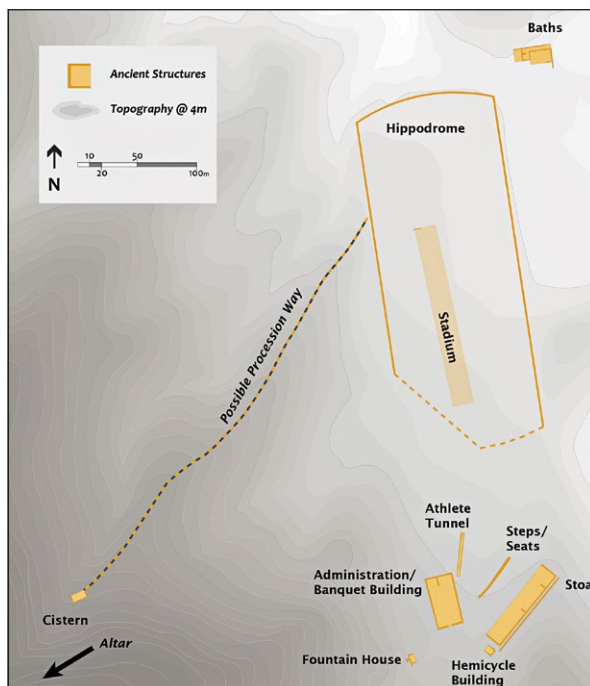 Baths
Ancient Structures
Topography @ 4m
N
10
50
20
100m
Hippodrome
Possible Procession Way
Stadium
Athlete
Tunnel
Steps/
Seats
Administration/
Banquet Building
Stoa
Cistern
Altar
Fountain House
Hemicycle
Building